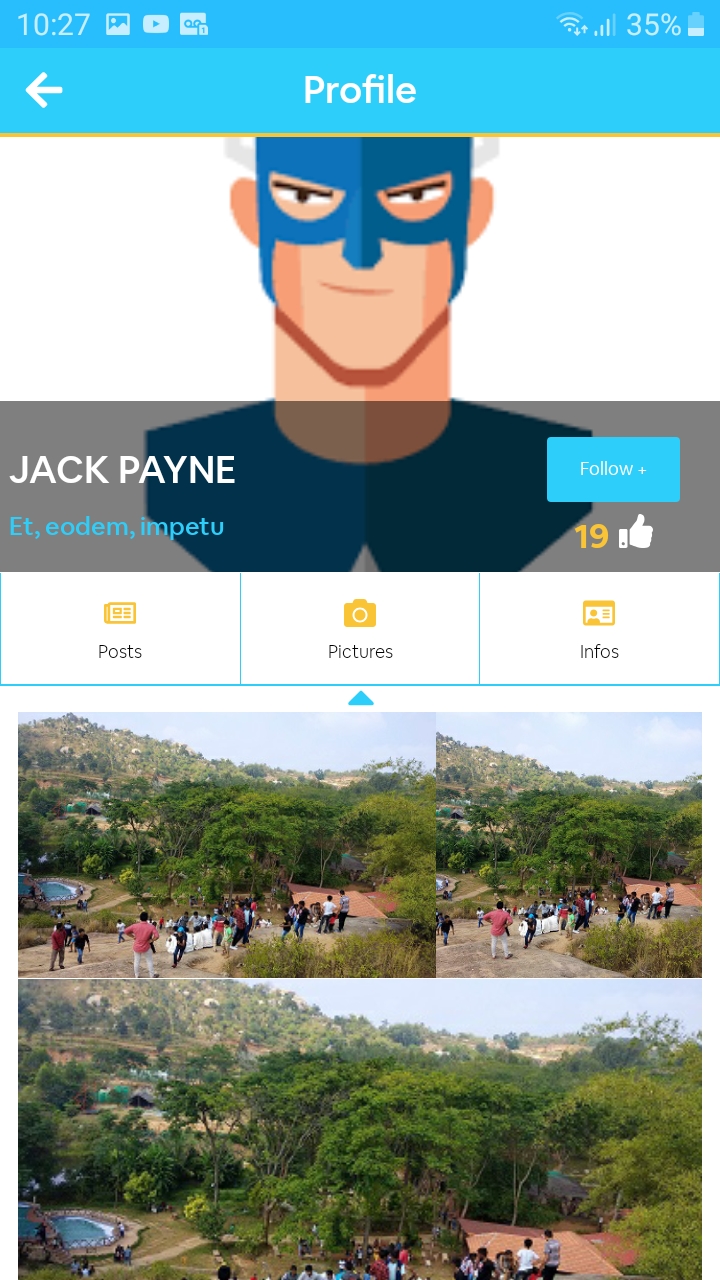 10:27 35%
Profile
JACK PAYNE
Follow +
Et, eodem, impetu
19
Posts Pictures Infos